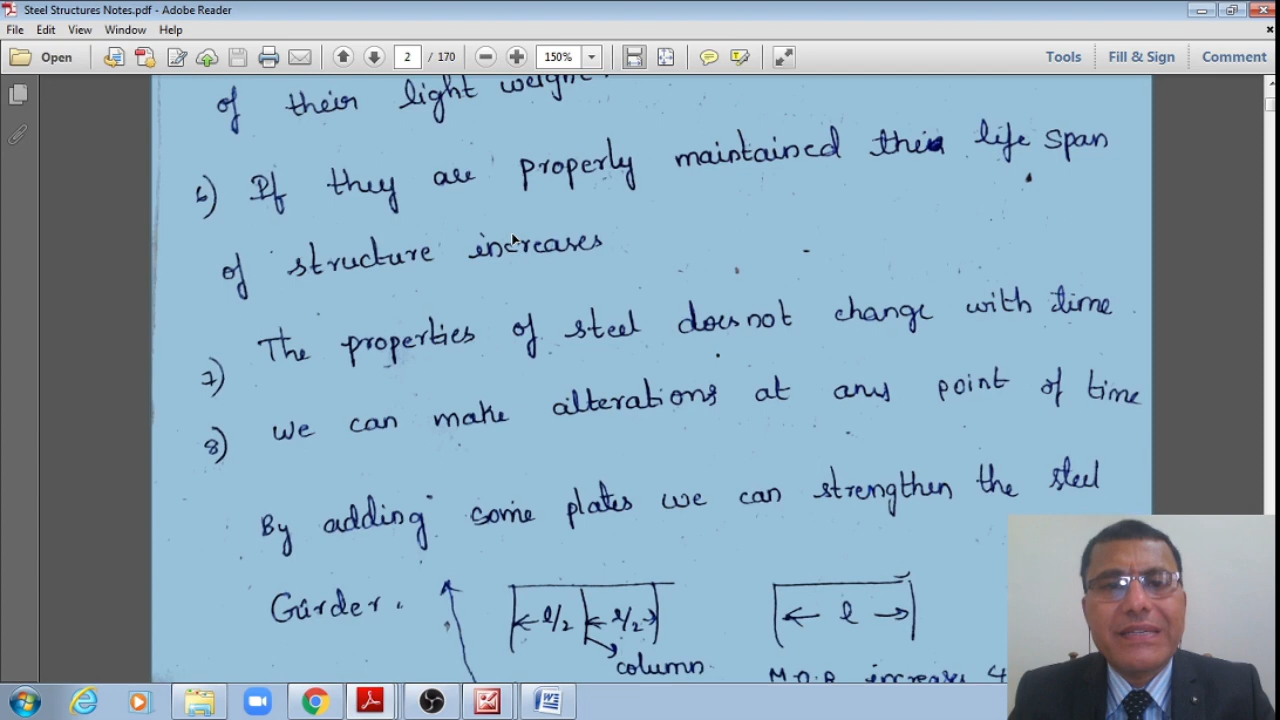 Steel Structures Notes.pdf - Adobe Reader
File Edit View Window Help
Open 2 / 170 150% Tools Fill & Sign Comment
of their light weight.
6) If they are properly maintained their life span
of structure increases
7) The properties of steel does not change with time
8) we can make alterations at any point of time
By adding some plates we can strengthen the steel
Girder.
l/2 l/2 l
column
M.O.R increases 4